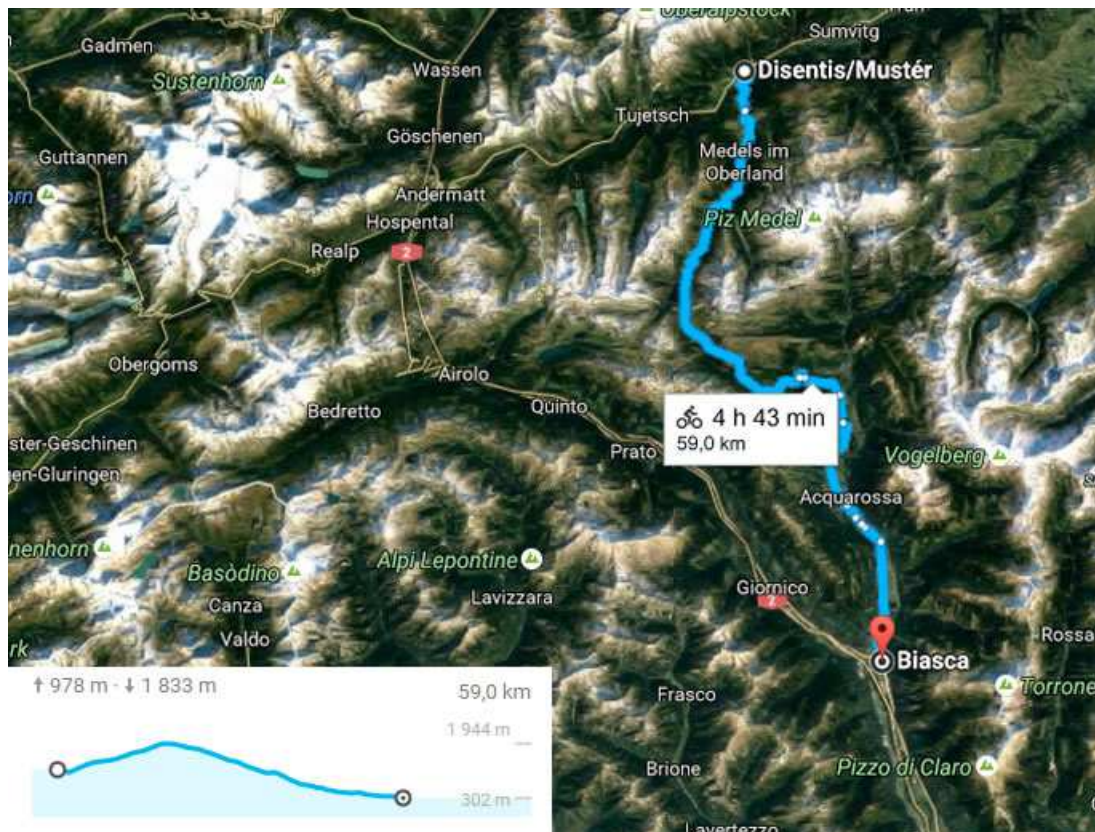 Oberalpstock
Sumvitg
Gadmen
Wassen
Sustenhorn
Disentis/Mustér
Tujetsch
Göschenen
Guttannen
Medels im
Oberland
Andermatt
Hospental
Piz Medel
Realp
2
Obergoms
Airolo
Bedretto
Quinto
4 h 43 min
59,0 km
Prato
Vogelberg
Acquarossa
Alpi Lepontine
Basòdino
Lavizzara
Canza
Giornico
2
Valdo
Rossa
Biasca
↑ 978 m - ↓ 1 833 m
59,0 km
1 944 m
302 m
Frasco
Brione
Pizzo di Claro
Lavertezzo